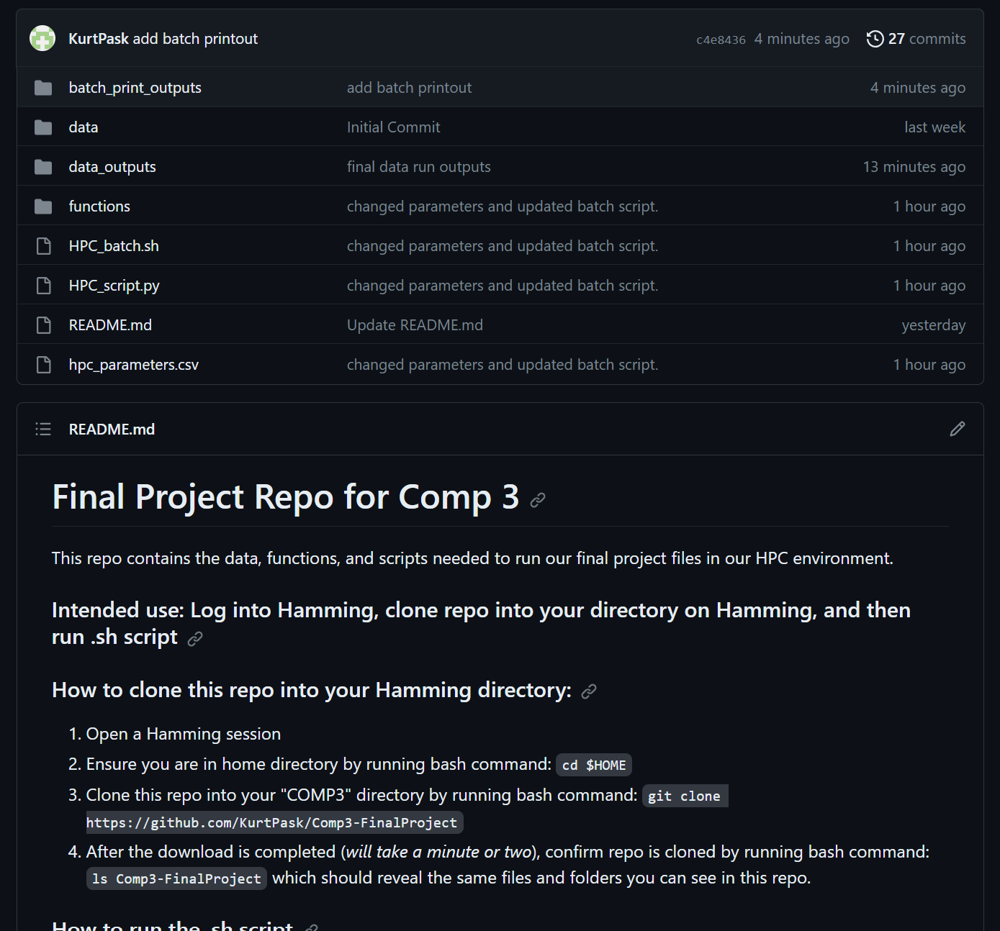 KurtPask add batch printout c4e8436 4 minutes ago 27 commits
batch_print_outputs add batch printout 4 minutes ago
data Initial Commit last week
data_outputs final data run outputs 13 minutes ago
functions changed parameters and updated batch script. 1 hour ago
HPC_batch.sh changed parameters and updated batch script. 1 hour ago
HPC_script.py changed parameters and updated batch script. 1 hour ago
README.md Update README.md yesterday
hpc_parameters.csv changed parameters and updated batch script. 1 hour ago
README.md
Final Project Repo for Comp 3
This repo contains the data, functions, and scripts needed to run our final project files in our HPC environment.
Intended use: Log into Hamming, clone repo into your directory on Hamming, and then
run .sh script
How to clone this repo into your Hamming directory:
1. Open a Hamming session
2. Ensure you are in home directory by running bash command: cd $HOME
3. Clone this repo into your "COMP3" directory by running bash command: git clone
https://github.com/KurtPask/Comp3-FinalProject
4. After the download is completed (will take a minute or two), confirm repo is cloned by running bash command:
ls Comp3-FinalProject which should reveal the same files and folders you can see in this repo.
How to run the .sh script